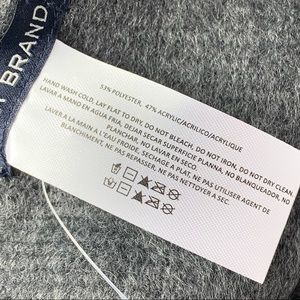 BRAND
53% POLYESTER, 47% ACRYLIC/ACRILICO/ACRYLIQUE
HAND WASH COLD, LAY FLAT TO DRY, DO NOT BLEACH, DO NOT IRON, DO NOT DRY CLEAN
LAVAR A MANO EN AGUA FRIA, DEJAR SECAR SUPERFICIE PLANNA, NO BLANQUEADOR, NO
PLANCHAR, NO LAVAR EN SECO
LAVER A LA MAIN A L'EAU FROIDE, SECHAGE A PLAT, NE PAS UTILISER AGENT DE
BLANCHIMENT, NE PAS REPASSER, NE PAS NETTOYER A SEC.